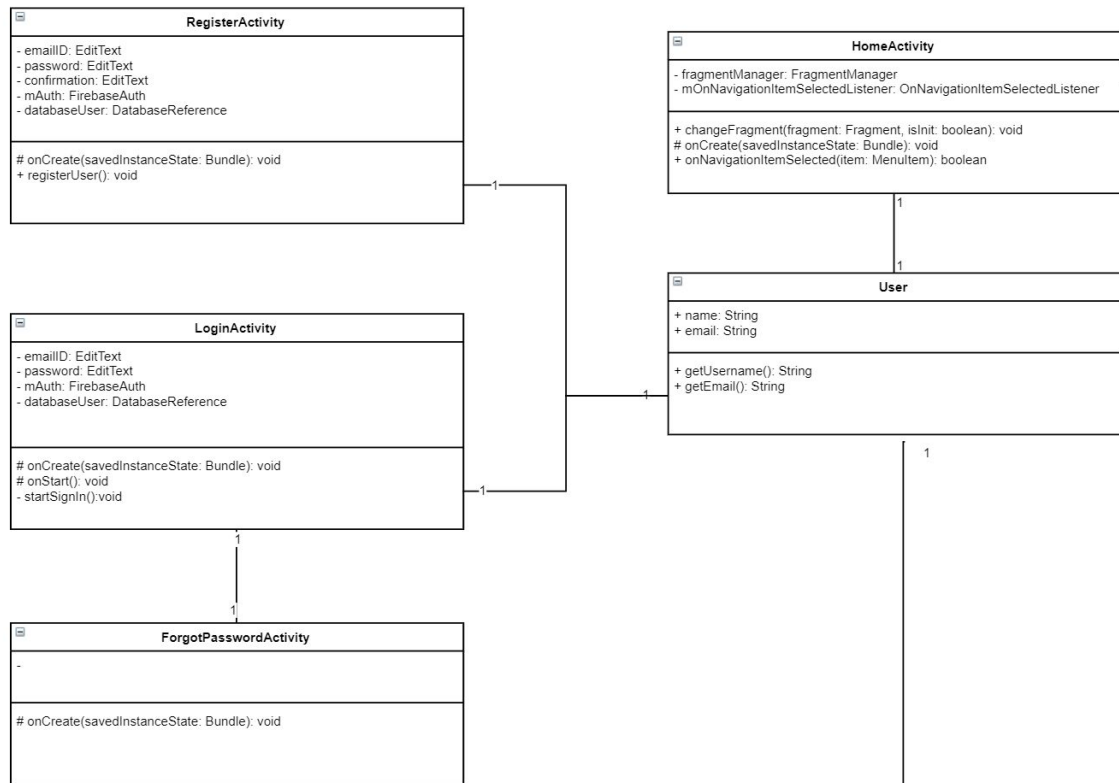 RegisterActivity
- emailID: EditText
- password: EditText
- confirmation: EditText
- mAuth: FirebaseAuth
- databaseUser: DatabaseReference
# onCreate(savedInstanceState: Bundle): void
+ registerUser(): void
1
HomeActivity
- fragmentManager: FragmentManager
- mOnNavigationItemSelectedListener: OnNavigationItemSelectedListener
+ changeFragment(fragment: Fragment, isInit: boolean): void
# onCreate(savedInstanceState: Bundle): void
+ onNavigationItemSelected(item: MenuItem): boolean
1
1
User
+ name: String
+ email: String
+ getUsername(): String
+ getEmail(): String
1
1
LoginActivity
- emailID: EditText
- password: EditText
- mAuth: FirebaseAuth
- databaseUser: DatabaseReference
# onCreate(savedInstanceState: Bundle): void
# onStart(): void
- startSignIn():void
1
1
1
ForgotPasswordActivity
-
# onCreate(savedInstanceState: Bundle): void